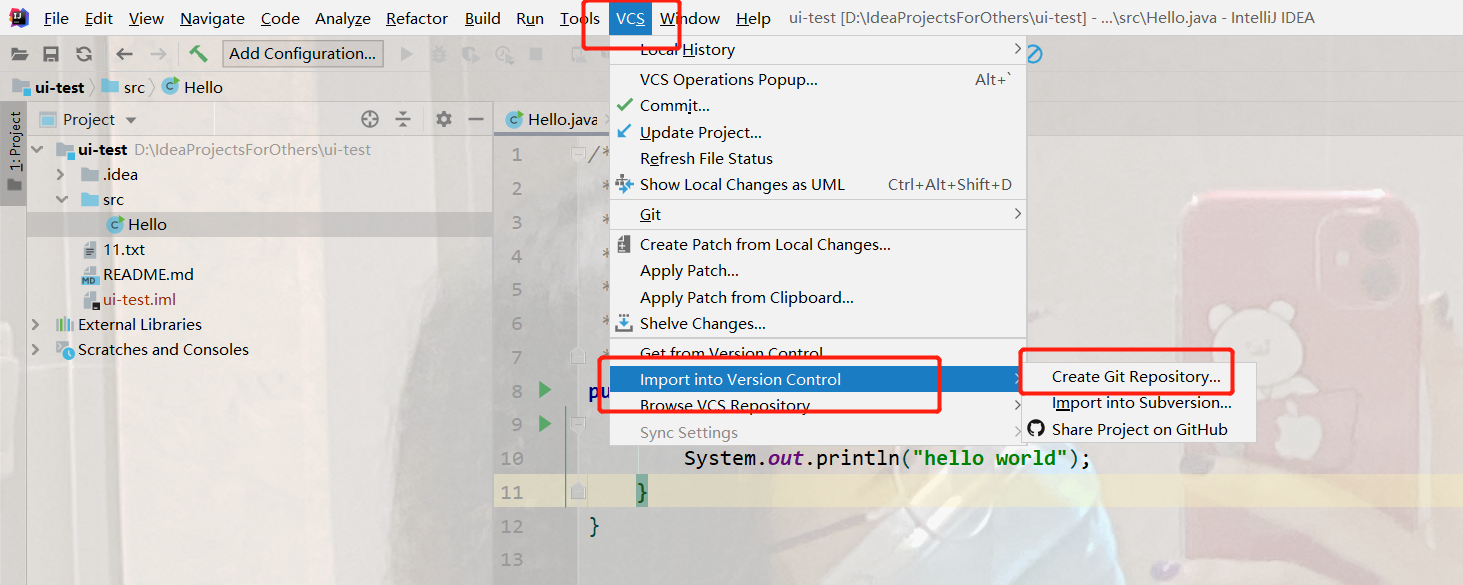 File Edit View Navigate Code Analyze Refactor Build Run Tools VCS Window Help ui-test [D:\IdeaProjectsForOthers\ui-test] - ...\src\Hello.java - IntelliJ IDEA
Add Configuration...
ui-test src Hello
1: Project
Project
ui-test D:\IdeaProjectsForOthers\ui-test
.idea
src
Hello
11.txt
README.md
ui-test.iml
External Libraries
Scratches and Consoles
Hello.java
1 /*
2 *
3 *
4 *
5 *
6 *
7
8 pu
9
10 System.out.println("hello world");
11 }
12 }
13
Local History
VCS Operations Popup... Alt+`
Commit...
Update Project...
Refresh File Status
Show Local Changes as UML Ctrl+Alt+Shift+D
Git
Create Patch from Local Changes...
Apply Patch...
Apply Patch from Clipboard...
Shelve Changes...
Get from Version Control
Import into Version Control
Browse VCS Repository
Sync Settings
Create Git Repository...
Import into Subversion...
Share Project on GitHub